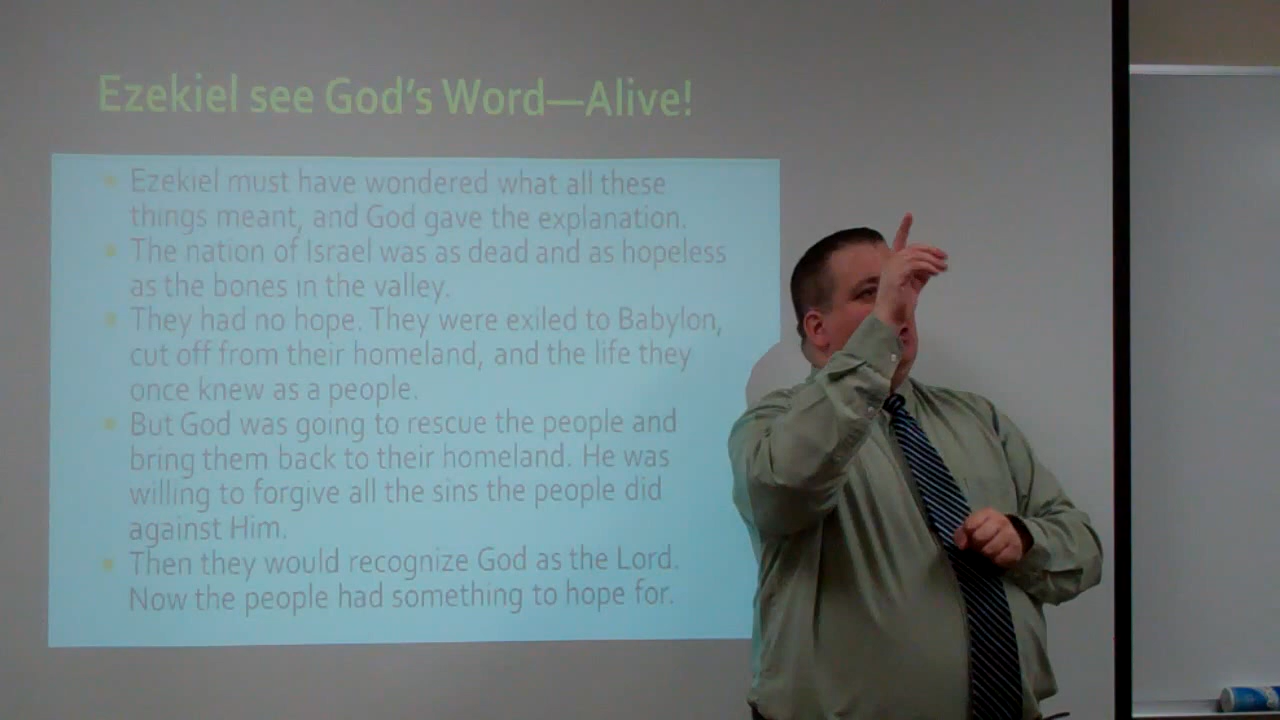 Ezekiel see God's Word—Alive!
Ezekiel must have wondered what all these
things meant, and God gave the explanation.
The nation of Israel was as dead and as hopeless
as the bones in the valley.
They had no hope. They were exiled to Babylon,
cut off from their homeland, and the life they
once knew as a people.
But God was going to rescue the people and
bring them back to their homeland. He was
willing to forgive all the sins the people did
against Him.
Then they would recognize God as the Lord.
Now the people had something to hope for.